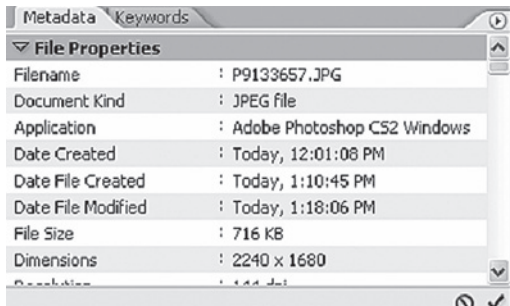 Metadata Keywords
File Properties
Filename : P9133657.JPG
Document Kind : JPEG file
Application : Adobe Photoshop CS2 Windows
Date Created : Today, 12:01:08 PM
Date File Created : Today, 1:10:45 PM
Date File Modified : Today, 1:18:06 PM
File Size : 716 KB
Dimensions : 2240 x 1680